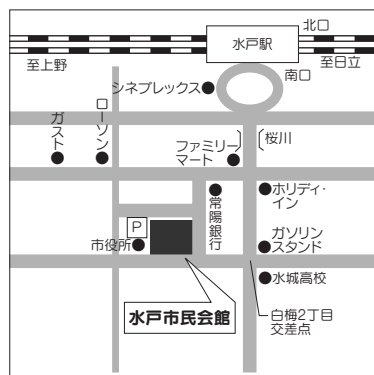 北口
水戸駅
至上野
至日立
南口
シネプレックス
ガスト
ローソン
桜川
ファミリー
マート
常陽銀行
ホリディ・
イン
P
市役所
ガソリン
スタンド
水城高校
水戸市民会館
白梅2丁目
交差点